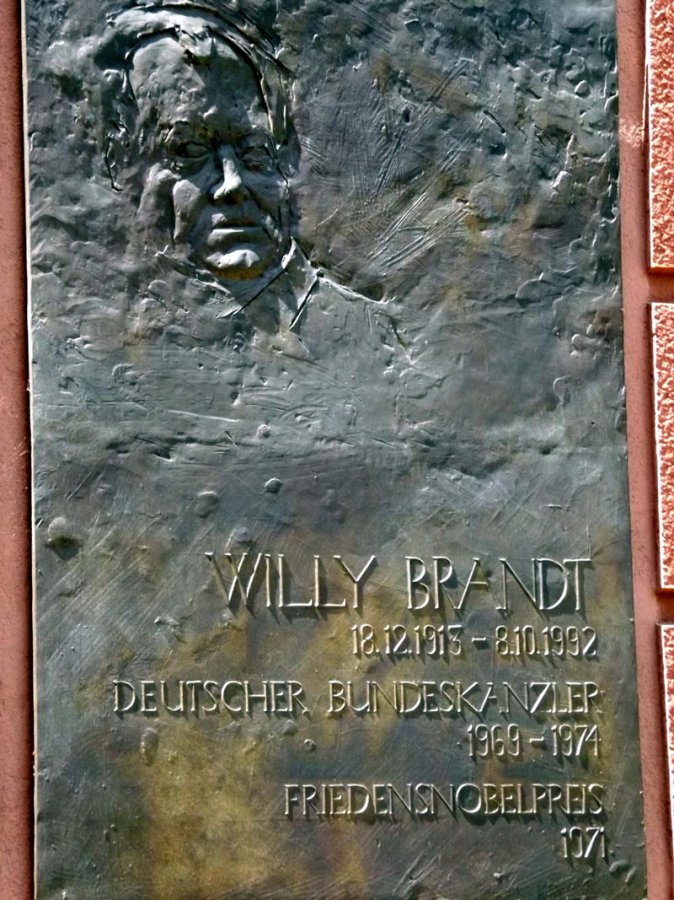 WILLY BRANDT
18.12.1913 - 8.10.1992
DEUTSCHER BUNDESKANZLER
1969 - 1974
FRIEDENSNOBELPREIS
1971